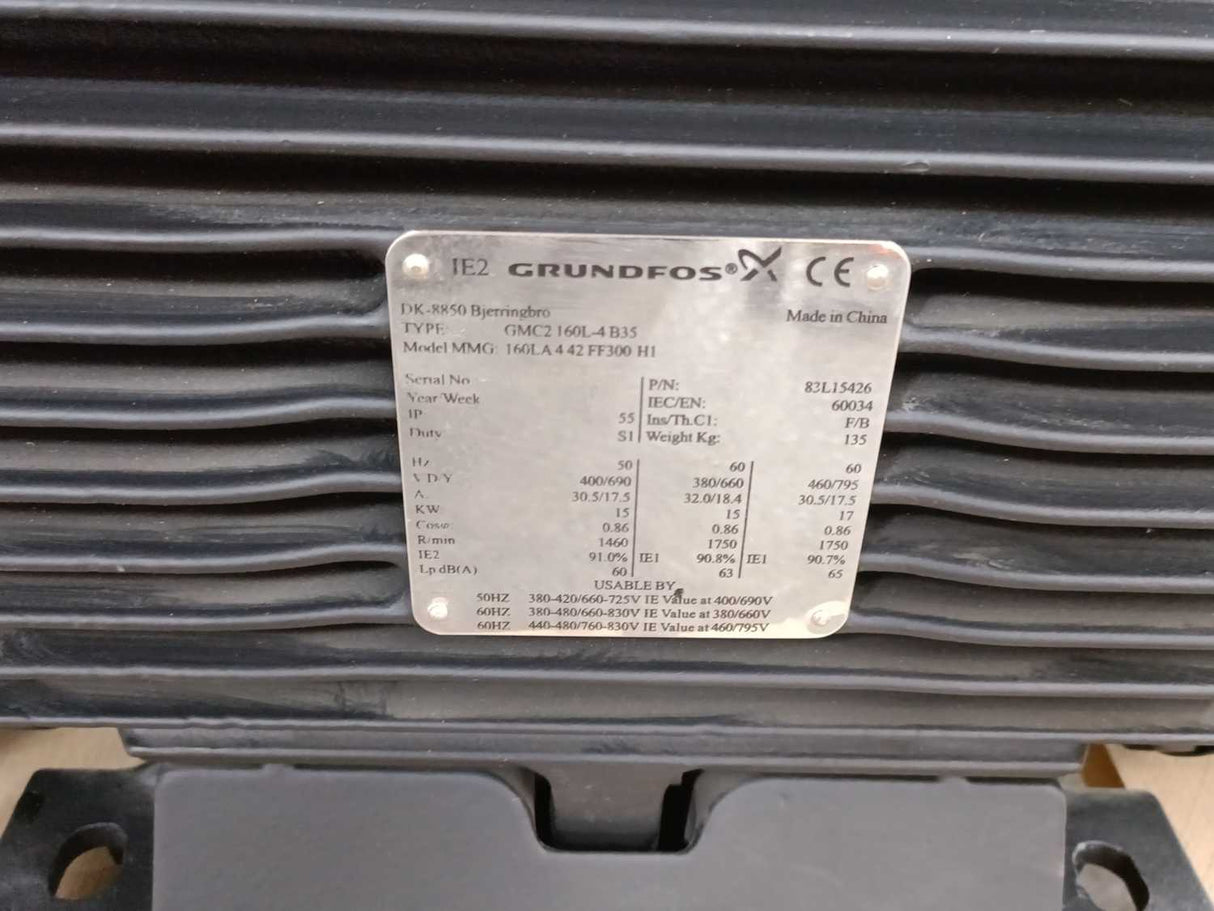 IE2 GRUNDFOS® CE
DK-8850 Bjerringbro Made in China
TYPE: GMC2 160L-4 B35
Model MMG: 160LA 4 42 FF300 H1
Serial No P/N: 83L15426
Year/Week IEC/EN: 60034
IP 55 Ins/Th.C1: F/B
Duty S1 Weight Kg: 135
Hz 50 60 60
V D/Y 400/690 380/660 460/795
A. 30.5/17.5 32.0/18.4 30.5/17.5
KW 15 15 17
Cosφ: 0.86 0.86 0.86
R/min 1460 1750 1750
IE2 91.0% IE1 90.8% IE1 90.7%
Lp dB(A) 60 63 65
USABLE BY
50HZ 380-420/660-725V IE Value at 400/690V
60HZ 380-480/660-830V IE Value at 380/660V
60HZ 440-480/760-830V IE Value at 460/795V